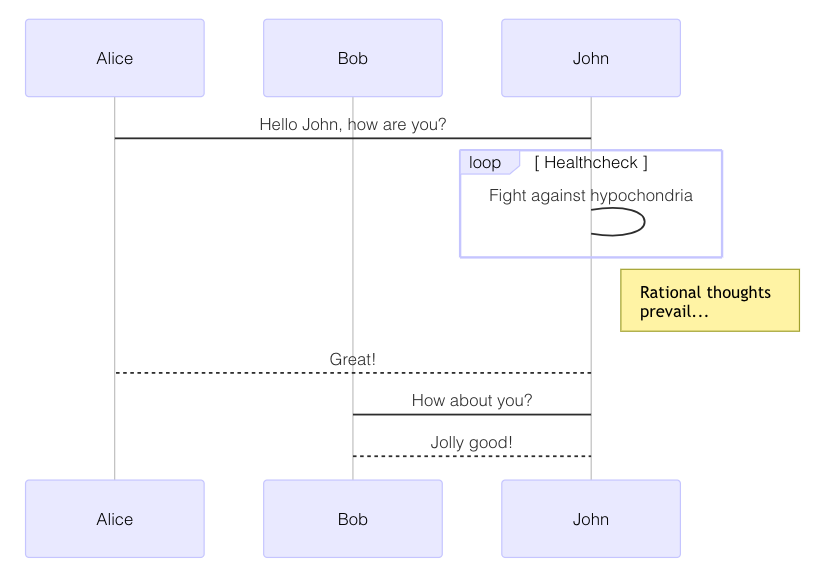 Alice
Bob
John
Hello John, how are you?
loop
[ Healthcheck ]
Fight against hypochondria
Rational thoughts
prevail...
Great!
How about you?
Jolly good!
Alice
Bob
John